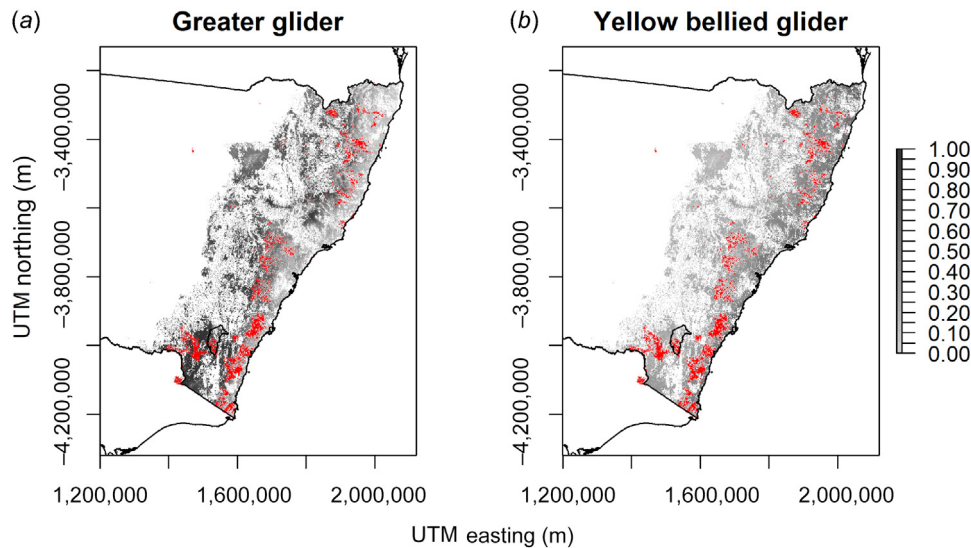 (a) Greater glider
(b) Yellow bellied glider
UTM northing (m)
−3,400,000
−3,800,000
−4,200,000
−3,400,000
−3,800,000
−4,200,000
1.00
0.90
0.80
0.70
0.60
0.50
0.40
0.30
0.20
0.10
0.00
1,200,000 1,600,000 2,000,000
1,200,000 1,600,000 2,000,000
UTM easting (m)